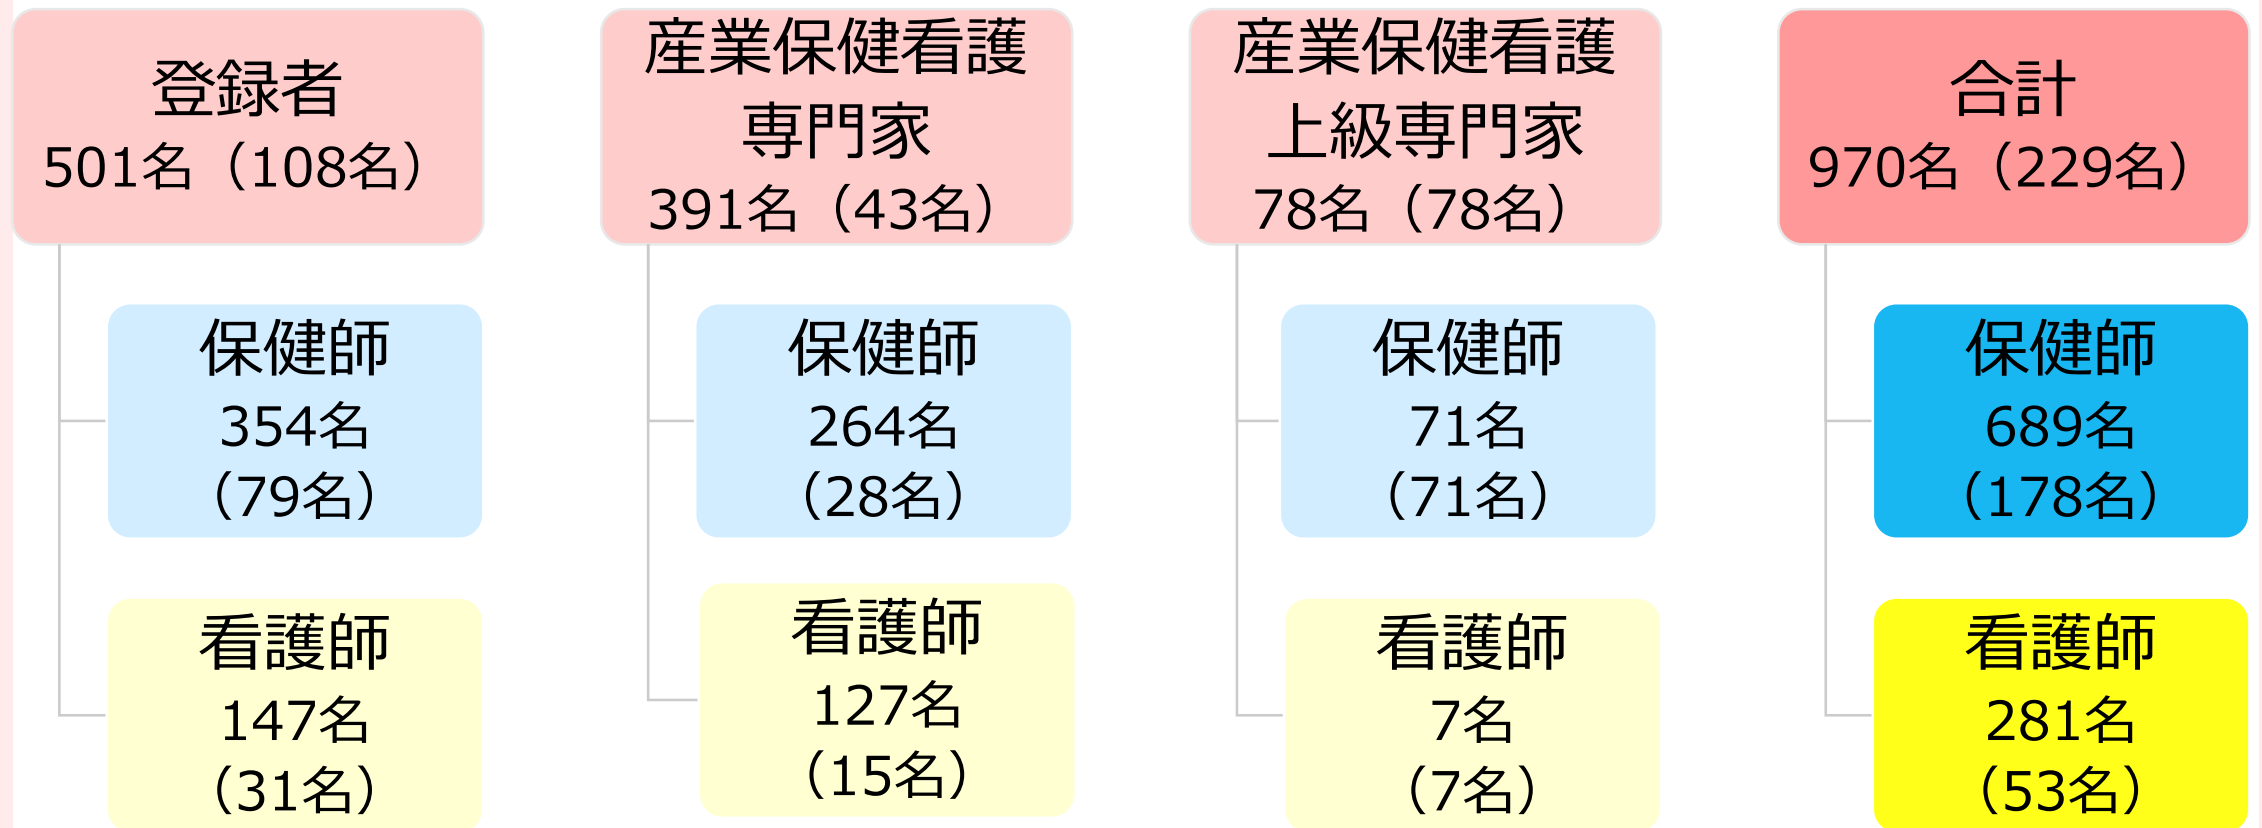 登録者
501名（108名）
保健師
354名
（79名）
看護師
147名
（31名）
産業保健看護
専門家
391名（43名）
保健師
264名
（28名）
看護師
127名
（15名）
産業保健看護
上級専門家
78名（78名）
保健師
71名
（71名）
看護師
7名
（7名）
合計
970名（229名）
保健師
689名
（178名）
看護師
281名
（53名）